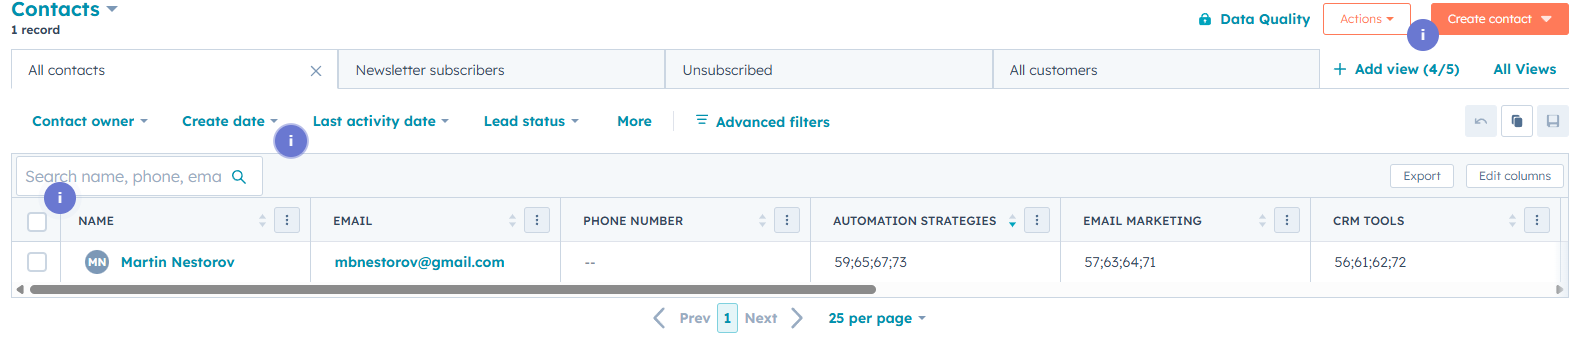 Contacts
1 record
Data Quality
Actions
Create contact
i
All contacts
Newsletter subscribers
Unsubscribed
All customers
+ Add view (4/5)
All Views
Contact owner
Create date
Last activity date
Lead status
More
Advanced filters
i
Search name, phone, ema
Export
Edit columns
i
NAME
EMAIL
PHONE NUMBER
AUTOMATION STRATEGIES
EMAIL MARKETING
CRM TOOLS
MN
Martin Nestorov
mbnestorov@gmail.com
--
59;65;67;73
57;63;64;71
56;61;62;72
Prev
1
Next
25 per page